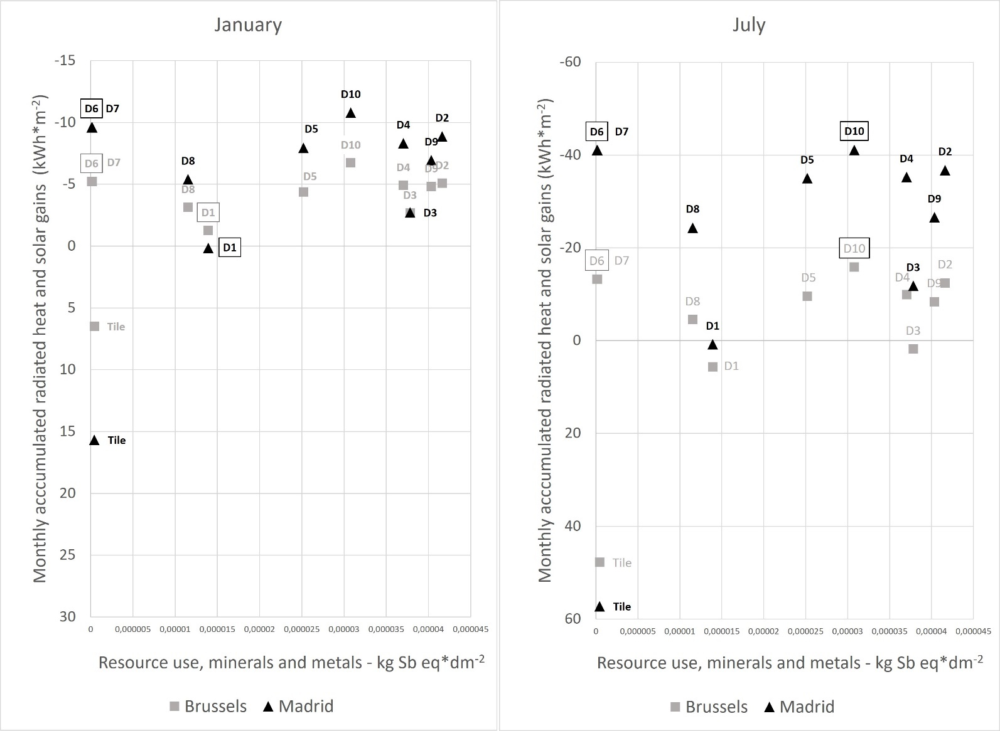 January
Monthly acccumulated radiated heat and solar gains (kWh*m-2)
-15
-10
-5
0
5
10
15
20
25
30
D6 D7
D10
D2
D4
D5
D9
D10
D8
D6 D7
D4 D9 D2
D5
D8
D3
D1
D3
D1
Tile
Tile
0 0,000005 0,00001 0,000015 0,00002 0,000025 0,00003 0,000035 0,00004 0,000045
Resource use, minerals and metals - kg Sb eq*dm-2
Brussels Madrid
July
Monthly acccumulated radiated heat and solar gains (kWh*m-2)
-60
-40
-20
0
20
40
60
D6 D7
D10
D2
D4
D5
D9
D8
D10
D6 D7
D2
D3
D4
D5
D9
D8
D1
D3
D1
Tile
Tile
0 0,000005 0,00001 0,000015 0,00002 0,000025 0,00003 0,000035 0,00004 0,000045
Resource use, minerals and metals - kg Sb eq*dm-2
Brussels Madrid